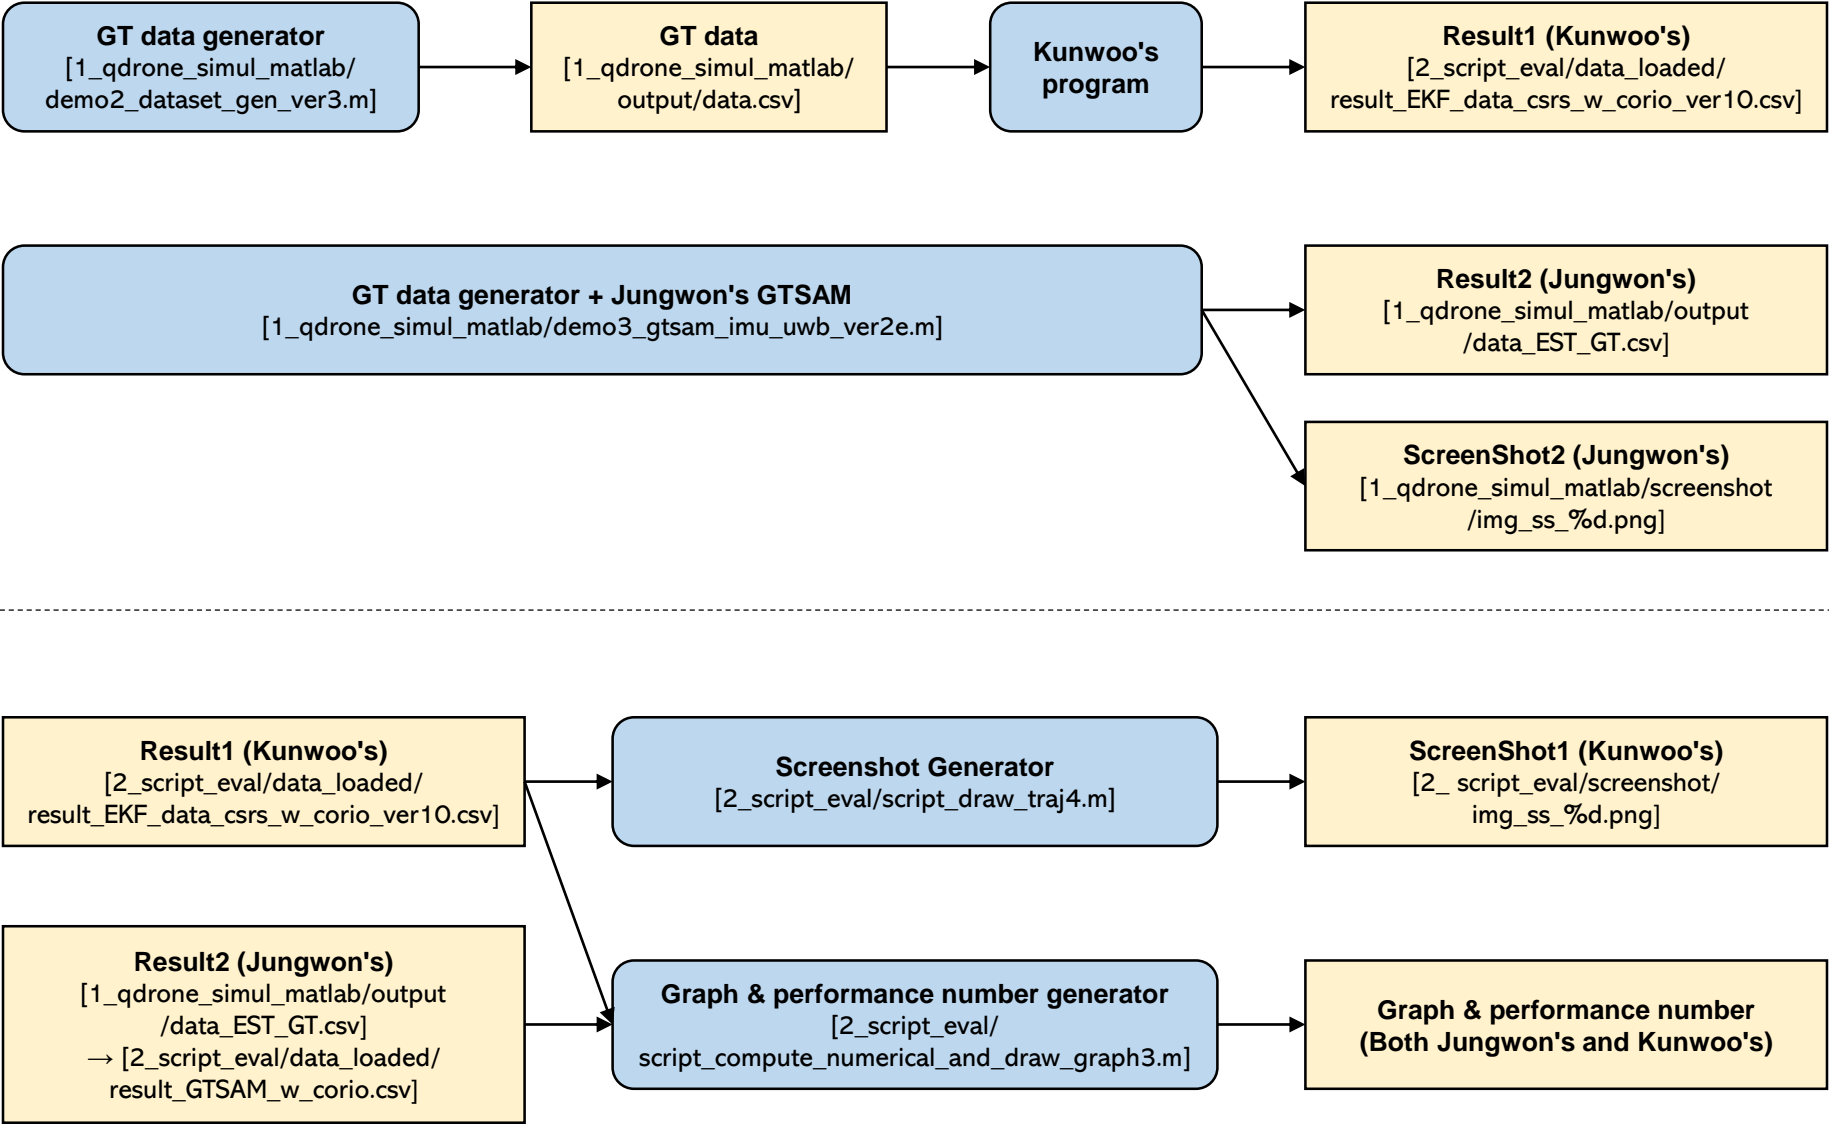 GT data generator
[1_qdrone_simul_matlab/
demo2_dataset_gen_ver3.m]
GT data
[1_qdrone_simul_matlab/
output/data.csv]
Kunwoo's
program
Result1 (Kunwoo's)
[2_script_eval/data_loaded/
result_EKF_data_csrs_w_corio_ver10.csv]
GT data generator + Jungwon's GTSAM
[1_qdrone_simul_matlab/demo3_gtsam_imu_uwb_ver2e.m]
Result2 (Jungwon's)
[1_qdrone_simul_matlab/output
/data_EST_GT.csv]
ScreenShot2 (Jungwon's)
[1_qdrone_simul_matlab/screenshot
/img_ss_%d.png]
Result1 (Kunwoo's)
[2_script_eval/data_loaded/
result_EKF_data_csrs_w_corio_ver10.csv]
Screenshot Generator
[2_script_eval/script_draw_traj4.m]
ScreenShot1 (Kunwoo's)
[2_ script_eval/screenshot/
img_ss_%d.png]
Result2 (Jungwon's)
[1_qdrone_simul_matlab/output
/data_EST_GT.csv]
→ [2_script_eval/data_loaded/
result_GTSAM_w_corio.csv]
Graph & performance number generator
[2_script_eval/
script_compute_numerical_and_draw_graph3.m]
Graph & performance number
(Both Jungwon's and Kunwoo's)